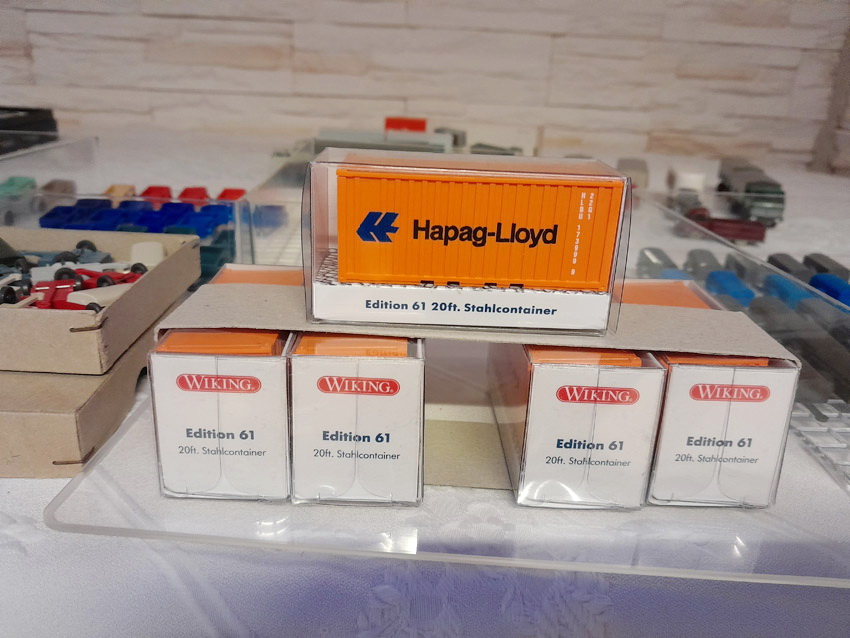 Hapag-Lloyd
Edition 61 20ft. Stahlcontainer
WIKING
Edition 61
20ft. Stahlcontainer
WIKING
Edition 61
20ft. Stahlcontainer
WIKING
Edition 61
20ft. Stahlcontainer
WIKING
Edition 61
20ft. Stahlcontainer